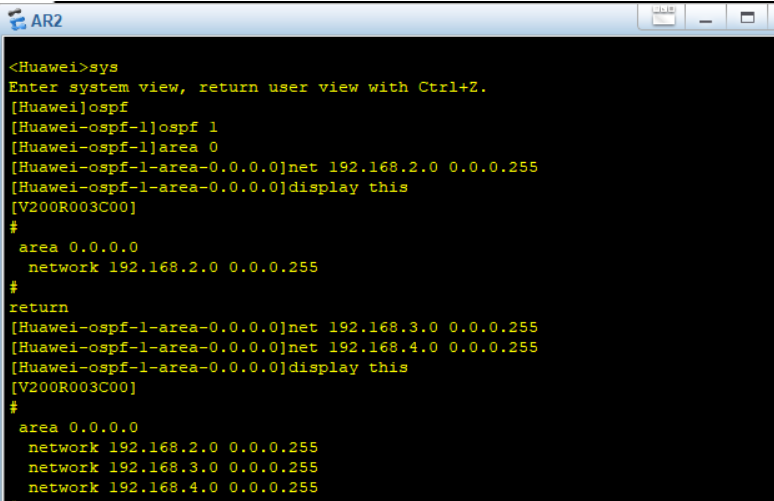 AR2
<Huawei>sys
Enter system view, return user view with Ctrl+Z.
[Huawei]ospf
[Huawei-ospf-1]ospf 1
[Huawei-ospf-1]area 0
[Huawei-ospf-1-area-0.0.0.0]net 192.168.2.0 0.0.0.255
[Huawei-ospf-1-area-0.0.0.0]display this
[V200R003C00]
#
 area 0.0.0.0
  network 192.168.2.0 0.0.0.255
#
return
[Huawei-ospf-1-area-0.0.0.0]net 192.168.3.0 0.0.0.255
[Huawei-ospf-1-area-0.0.0.0]net 192.168.4.0 0.0.0.255
[Huawei-ospf-1-area-0.0.0.0]display this
[V200R003C00]
#
 area 0.0.0.0
  network 192.168.2.0 0.0.0.255
  network 192.168.3.0 0.0.0.255
  network 192.168.4.0 0.0.0.255